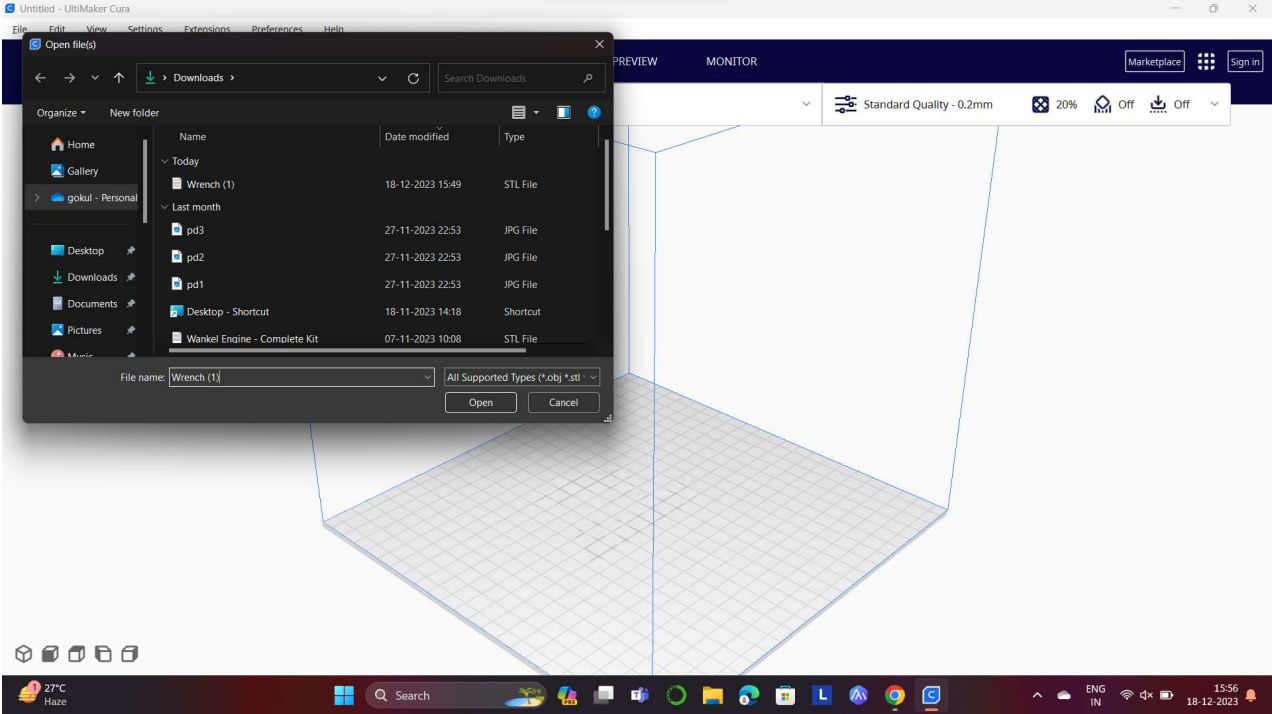 Untitled - UltiMaker Cura
File Edit View Settings Extensions Preferences Help
Open file(s)
PREVIEW MONITOR Marketplace Sign in
Downloads Search Downloads
Organize New folder
Standard Quality - 0.2mm 20% Off Off
Name Date modified Type
Home
Gallery
gokul - Personal
Desktop
Downloads
Documents
Pictures
Music
Today
Wrench (1) 18-12-2023 15:49 STL File
Last month
pd3 27-11-2023 22:53 JPG File
pd2 27-11-2023 22:53 JPG File
pd1 27-11-2023 22:53 JPG File
Desktop - Shortcut 18-11-2023 14:18 Shortcut
Wankel Engine - Complete Kit 07-11-2023 10:08 STL File
File name: Wrench (1) All Supported Types (*.obj *.stl
Open Cancel
1
27°C
Haze
Search
PRE
L
ENG
IN
15:56
18-12-2023